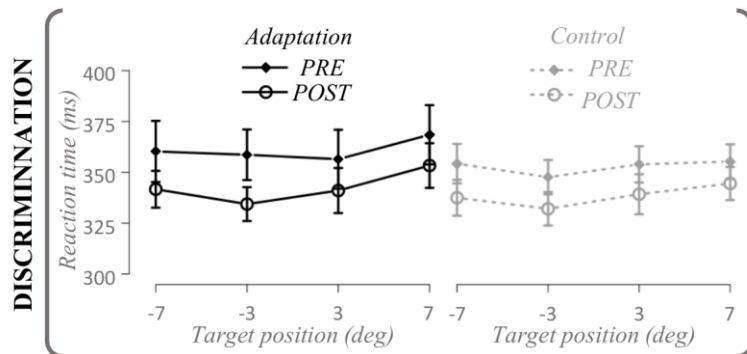 DISCRIMINNATION
Adaptation
PRE
POST
Control
PRE
POST
Reaction time (ms)
400
375
350
325
300
-7 -3 3 7
Target position (deg)
-7 -3 3 7
Target position (deg)